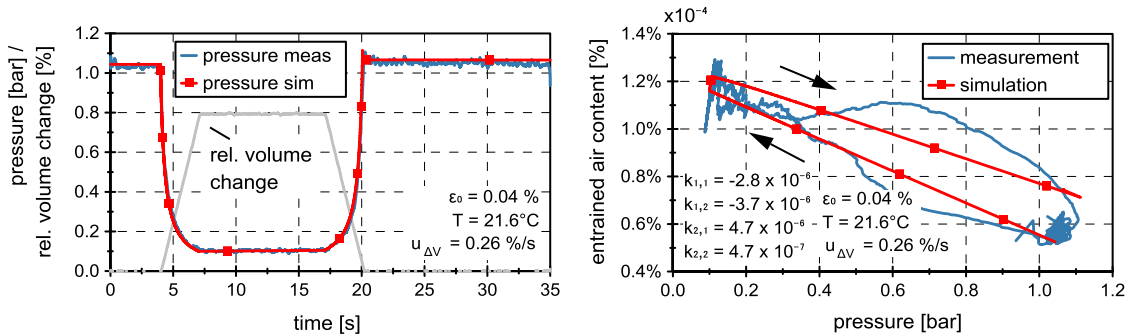 pressure [bar] /
rel. volume change [%]
1.2
1.0
0.8
0.6
0.4
0.2
0.0
pressure meas
pressure sim
rel. volume
change
ε₀ = 0.04 %
T = 21.6°C
u ΔV = 0.26 %/s
0 5 10 15 20 25 30 35
time [s]
x10⁻⁴
entrained air content [%]
1.4%
1.2%
1.0%
0.8%
0.6%
0.4%
measurement
simulation
k₁,₁ = -2.8 x 10⁻⁶
k₁,₂ = -3.7 x 10⁻⁶
k₂,₁ = 4.7 x 10⁻⁶
k₂,₂ = 4.7 x 10⁻⁷
ε₀ = 0.04 %
T = 21.6°C
u ΔV = 0.26 %/s
0.0 0.2 0.4 0.6 0.8 1.0 1.2
pressure [bar]